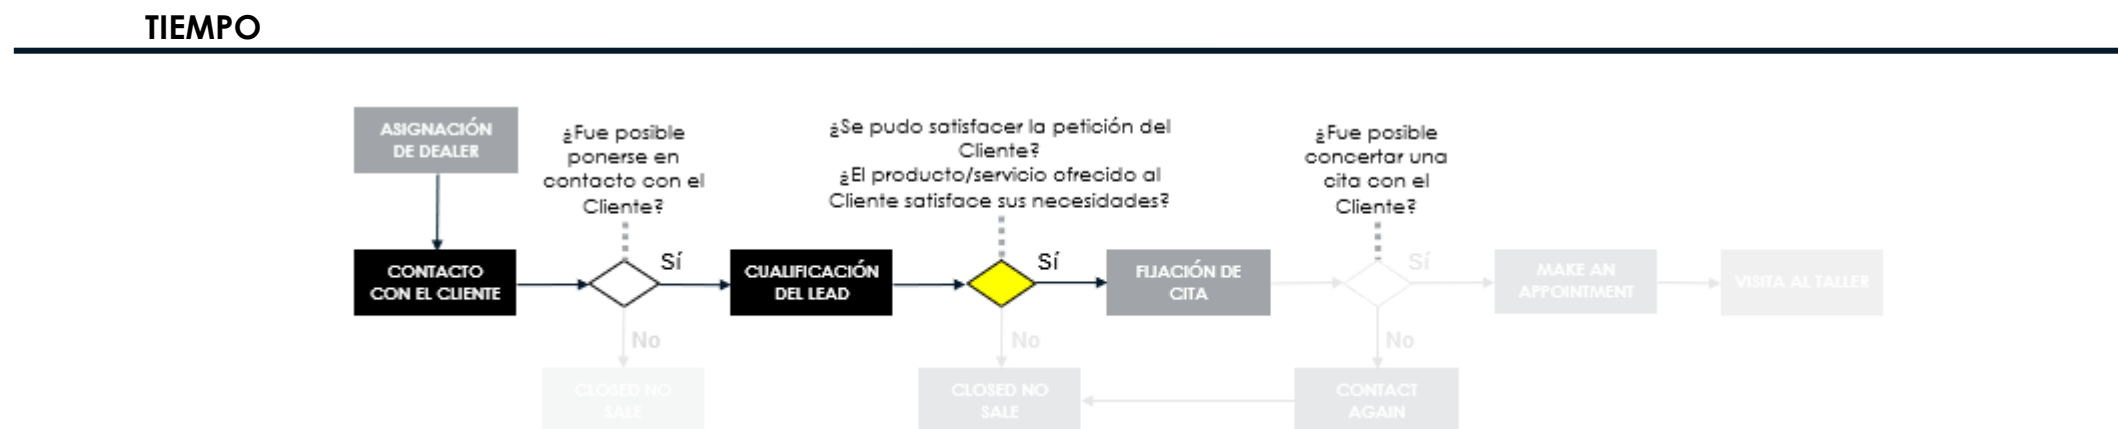 TIEMPO
ASIGNACIÓN
DE DEALER
¿Fue posible
ponerse en
contacto con el
Cliente?
¿Se pudo satisfacer la petición del
Cliente?
¿El producto/servicio ofrecido al
Cliente satisface sus necesidades?
¿Fue posible
concertar una
cita con el
Cliente?
CONTACTO
CON EL CLIENTE
Sí
CUALIFICACIÓN
DEL LEAD
Sí
FIJACIÓN DE
CITA
Sí
MAKE AN
APPOINTMENT
VISITA AL TALLER
No
No
No
CLOSED NO
SALE
CLOSED NO
SALE
CONTACT
AGAIN